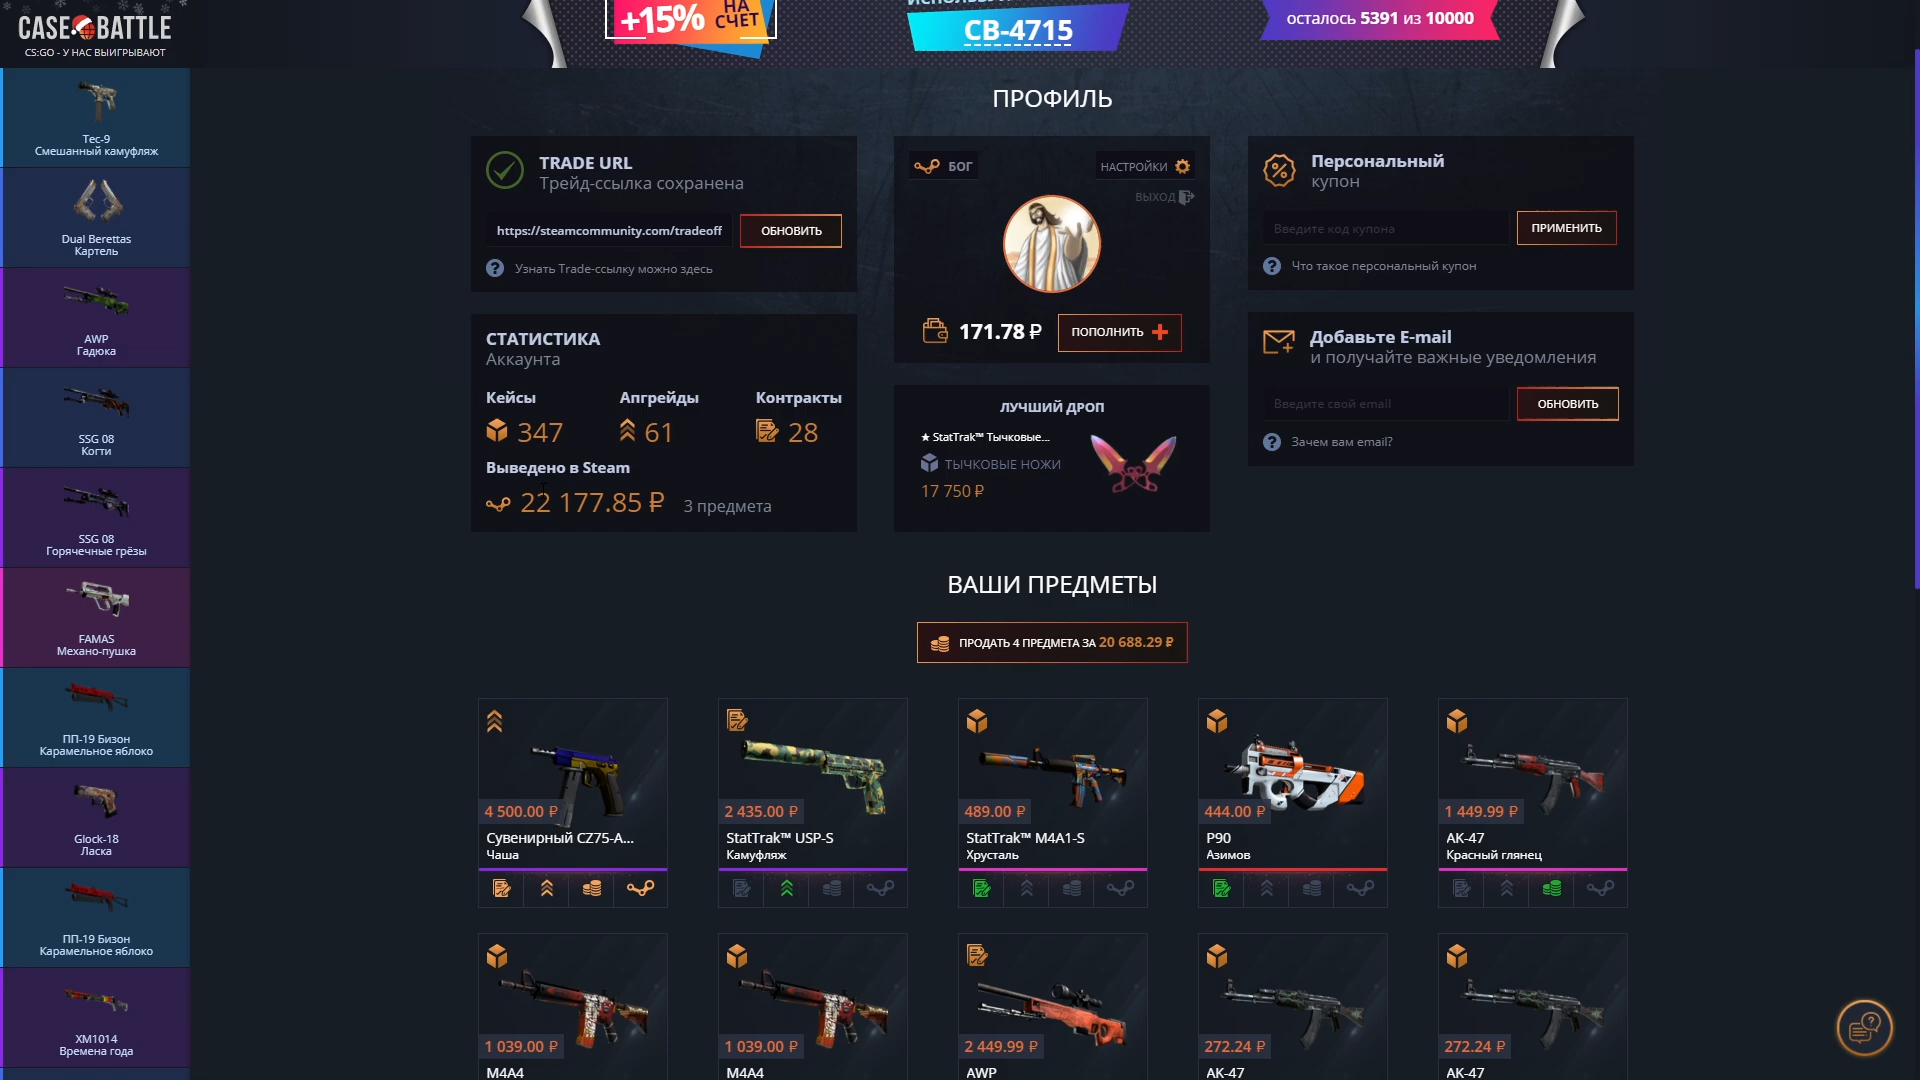 CASE BATTLE
CS:GO - У НАС ВЫИГРЫВАЮТ
+15%
НА
СЧЕТ
CB-4715
осталось 5391 из 10000
Tec-9
Смешанный камуфляж
Dual Berettas
Картель
AWP
Гадюка
SSG 08
Когти
SSG 08
Горячечные грёзы
FAMAS
Механо-пушка
ПП-19 Бизон
Карамельное яблоко
Glock-18
Ласка
ПП-19 Бизон
Карамельное яблоко
XM1014
Времена года
ПРОФИЛЬ
TRADE URL
Трейд-ссылка сохранена
https://steamcommunity.com/tradeoff
ОБНОВИТЬ
Узнать Trade-ссылку можно здесь
СТАТИСТИКА
Аккаунта
Кейсы
Апгрейды
Контракты
347
61
28
Выведено в Steam
22 177.85 ₽
3 предмета
БОГ
НАСТРОЙКИ
ВЫХОД
171.78 ₽
ПОПОЛНИТЬ
ЛУЧШИЙ ДРОП
★ StatTrak™ Тычковые...
ТЫЧКОВЫЕ НОЖИ
17 750 ₽
Персональный
купон
Введите код купона
ПРИМЕНИТЬ
Что такое персональный купон
Добавьте E-mail
и получайте важные уведомления
Введите свой email
ОБНОВИТЬ
Зачем вам email?
ВАШИ ПРЕДМЕТЫ
ПРОДАТЬ 4 ПРЕДМЕТА ЗА 20 688.29 ₽
4 500.00 ₽
Сувенирный CZ75-A...
Чаша
2 435.00 ₽
StatTrak™ USP-S
Камуфляж
489.00 ₽
StatTrak™ M4A1-S
Хрусталь
444.00 ₽
P90
Азимов
1 449.99 ₽
AK-47
Красный глянец
1 039.00 ₽
M4A4
1 039.00 ₽
M4A4
2 449.99 ₽
AWP
272.24 ₽
AK-47
272.24 ₽
AK-47